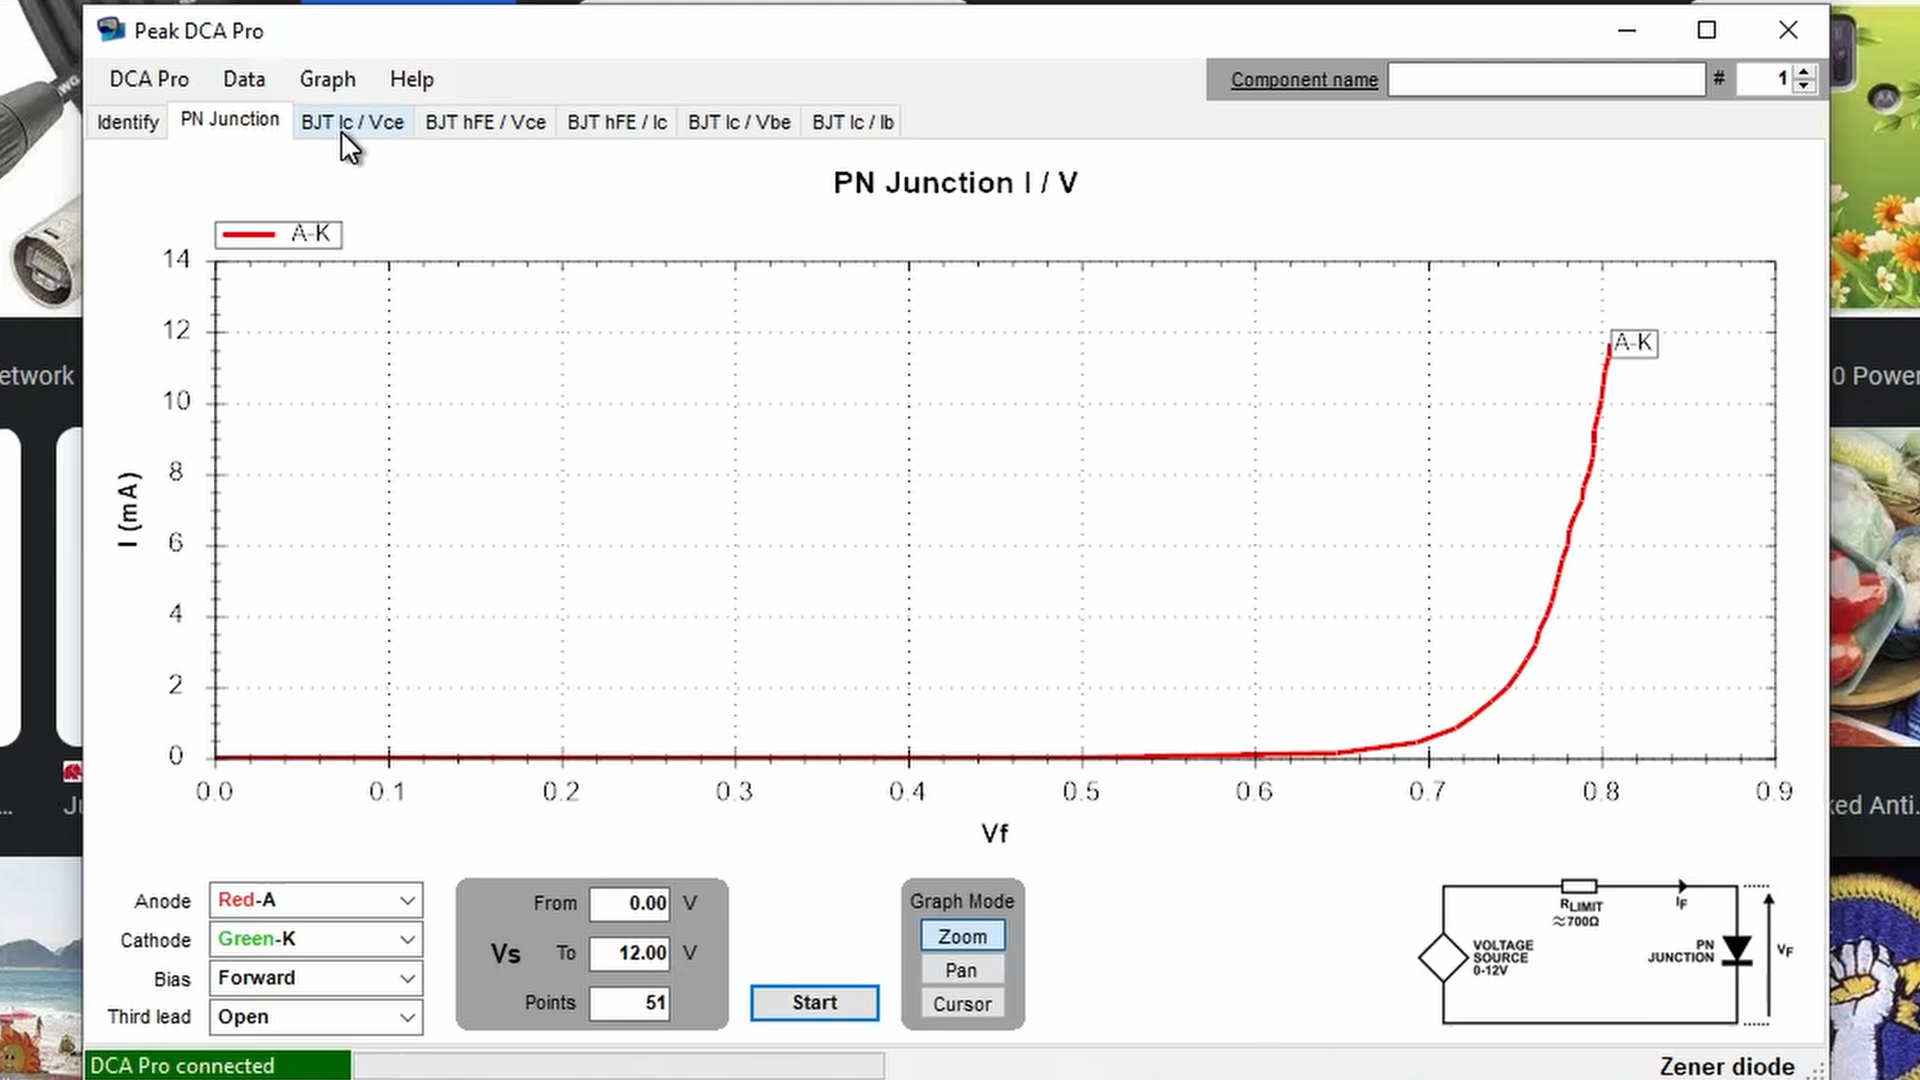 Peak DCA Pro
DCA Pro Data Graph Help
Component name # 1
Identify PN Junction BJT Ic / Vce BJT hFE / Vce BJT hFE / Ic BJT Ic / Vbe BJT Ic / Ib
PN Junction I / V
A-K
14
12
10
8
6
4
2
0
I (mA)
A-K
0.0 0.1 0.2 0.3 0.4 0.5 0.6 0.7 0.8 0.9
Vf
Anode Red-A
Cathode Green-K
Bias Forward
Third lead Open
Vs
From 0.00 V
To 12.00 V
Points 51
Start
Graph Mode
Zoom
Pan
Cursor
RLIMIT
≈700Ω
IF
VOLTAGE
SOURCE
0-12V
PN
JUNCTION
VF
DCA Pro connected
Zener diode
etwork
0 Power
ked Anti...